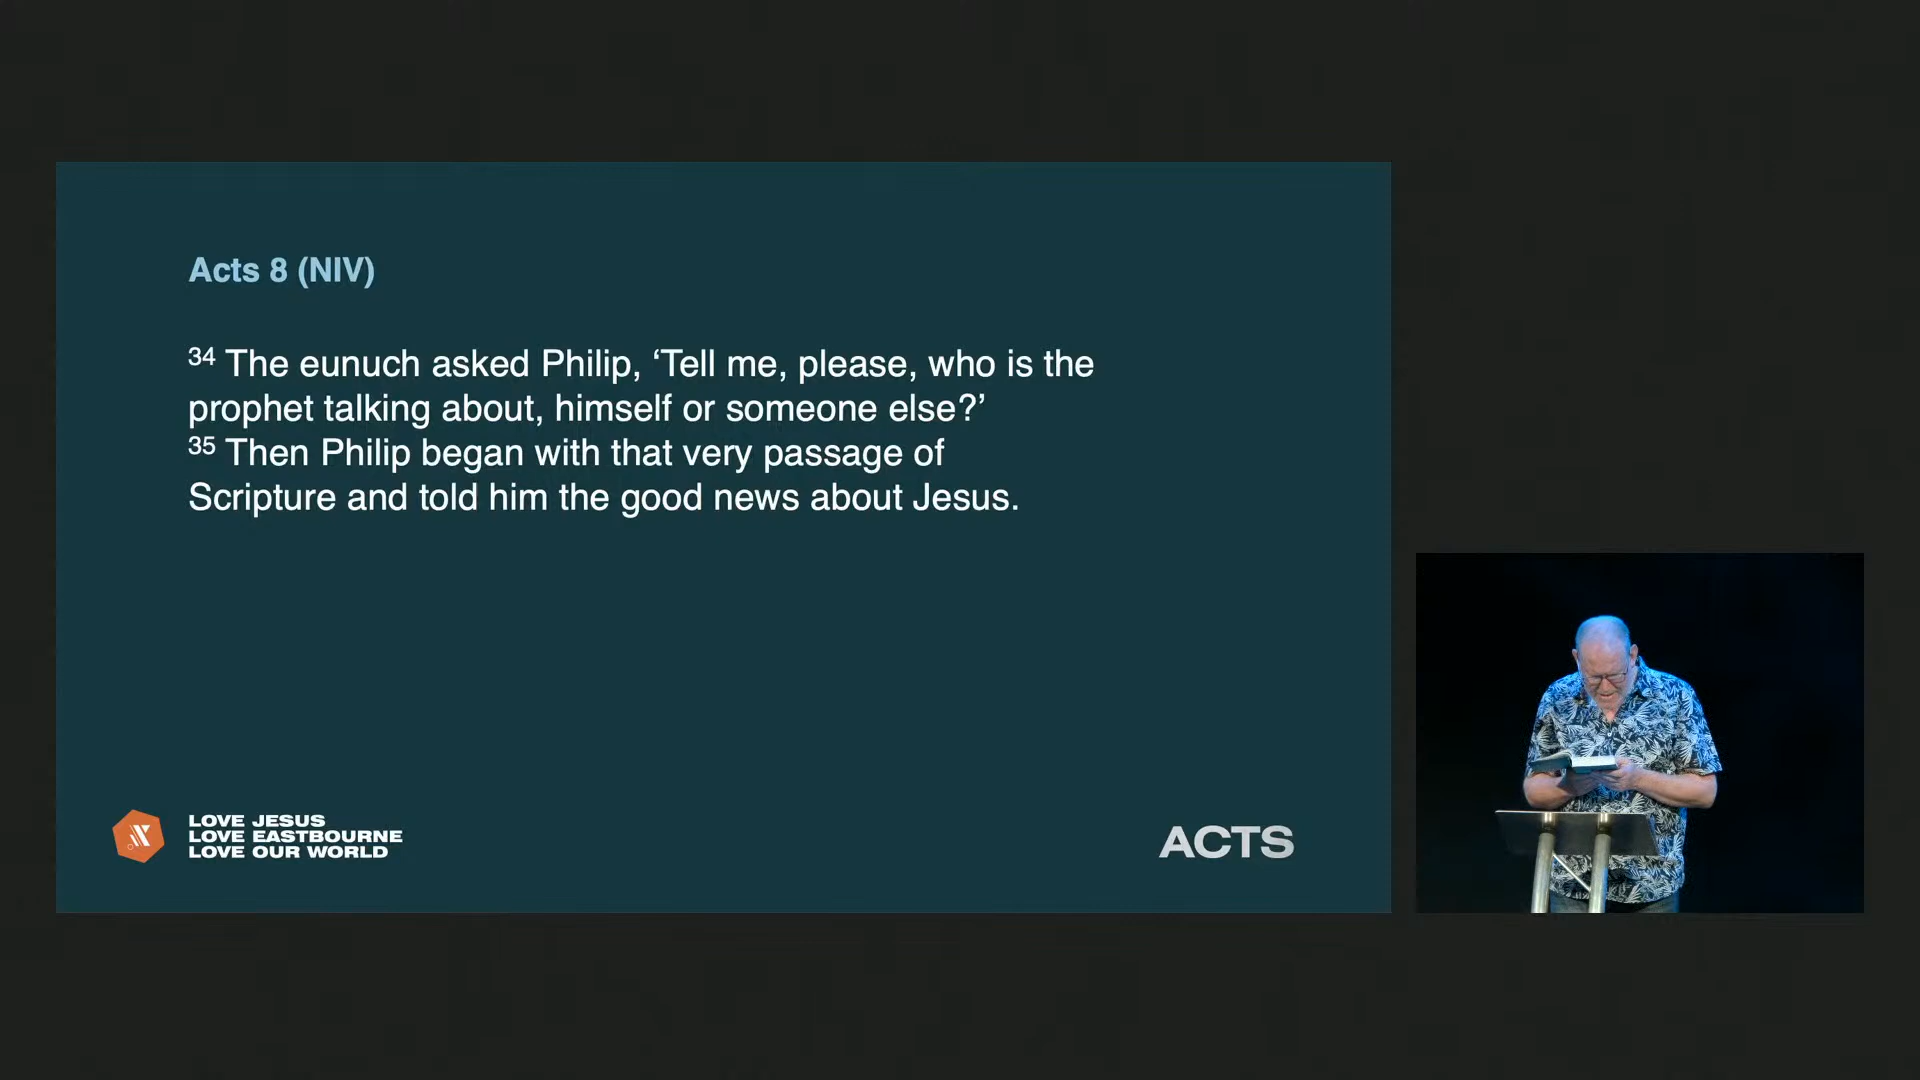 Acts 8 (NIV)
34 The eunuch asked Philip, ‘Tell me, please, who is the
prophet talking about, himself or someone else?’
35 Then Philip began with that very passage of
Scripture and told him the good news about Jesus.
LOVE JESUS
LOVE EASTBOURNE
LOVE OUR WORLD
ACTS